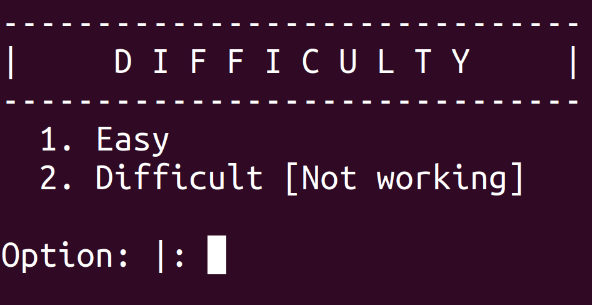 -------------------------------
|     D I F F I C U L T Y     |
-------------------------------
  1. Easy
  2. Difficult [Not working]

Option: |: